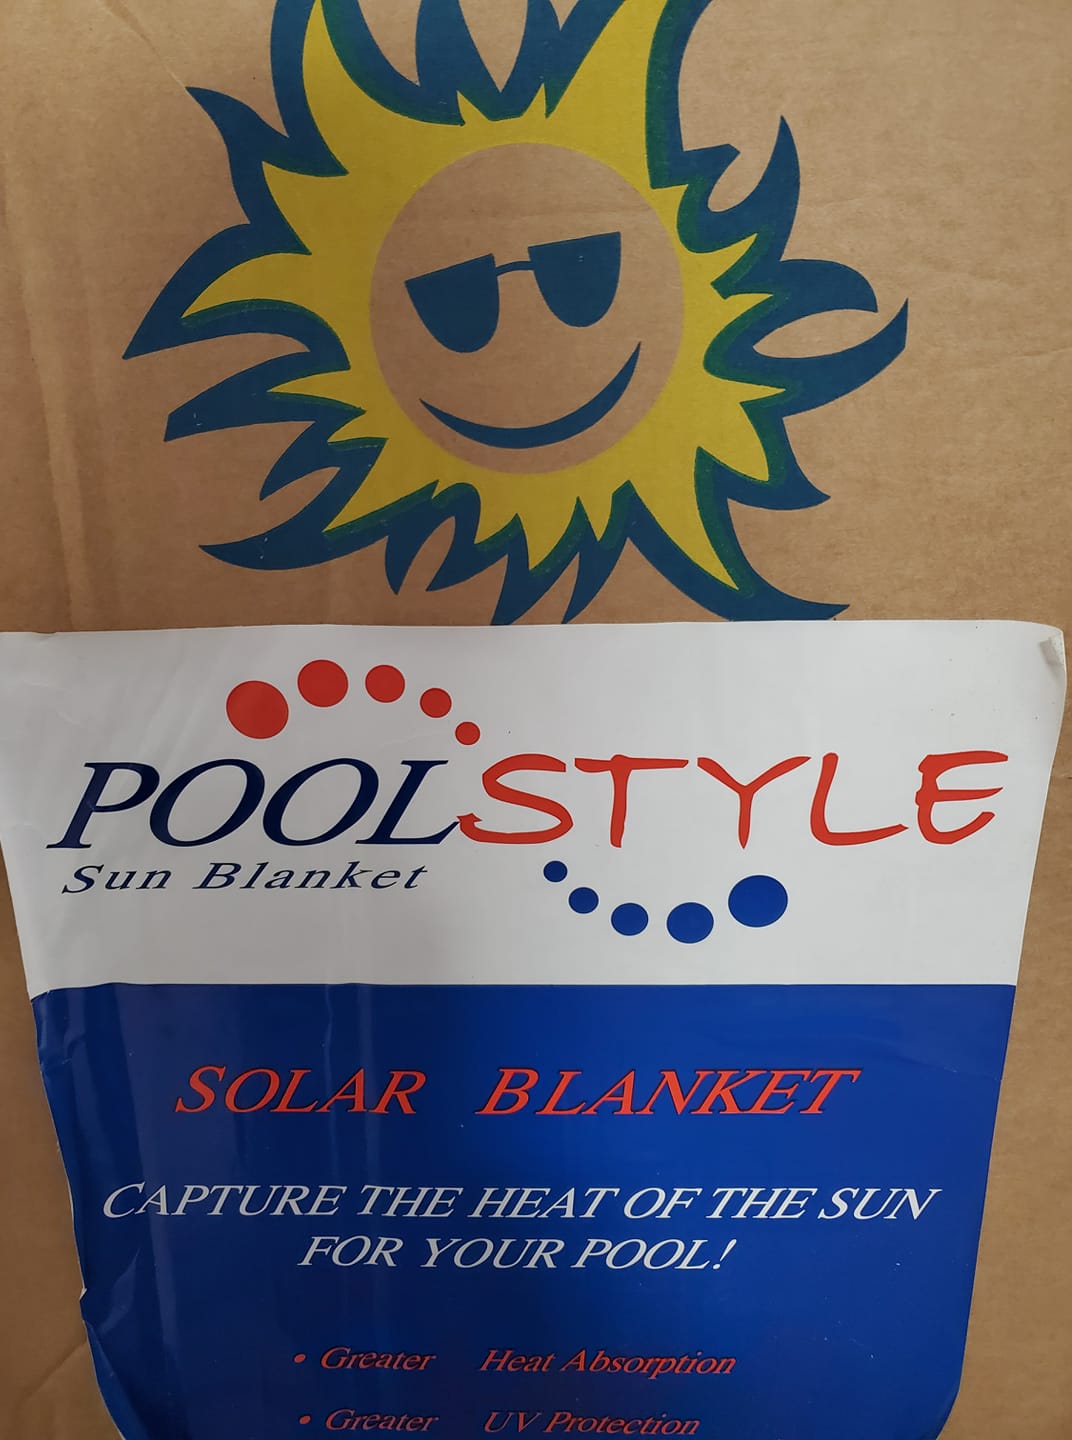 POOLSTYLE
Sun Blanket
SOLAR BLANKET
CAPTURE THE HEAT OF THE SUN
FOR YOUR POOL!
• Greater Heat Absorption
• Greater UV Protection